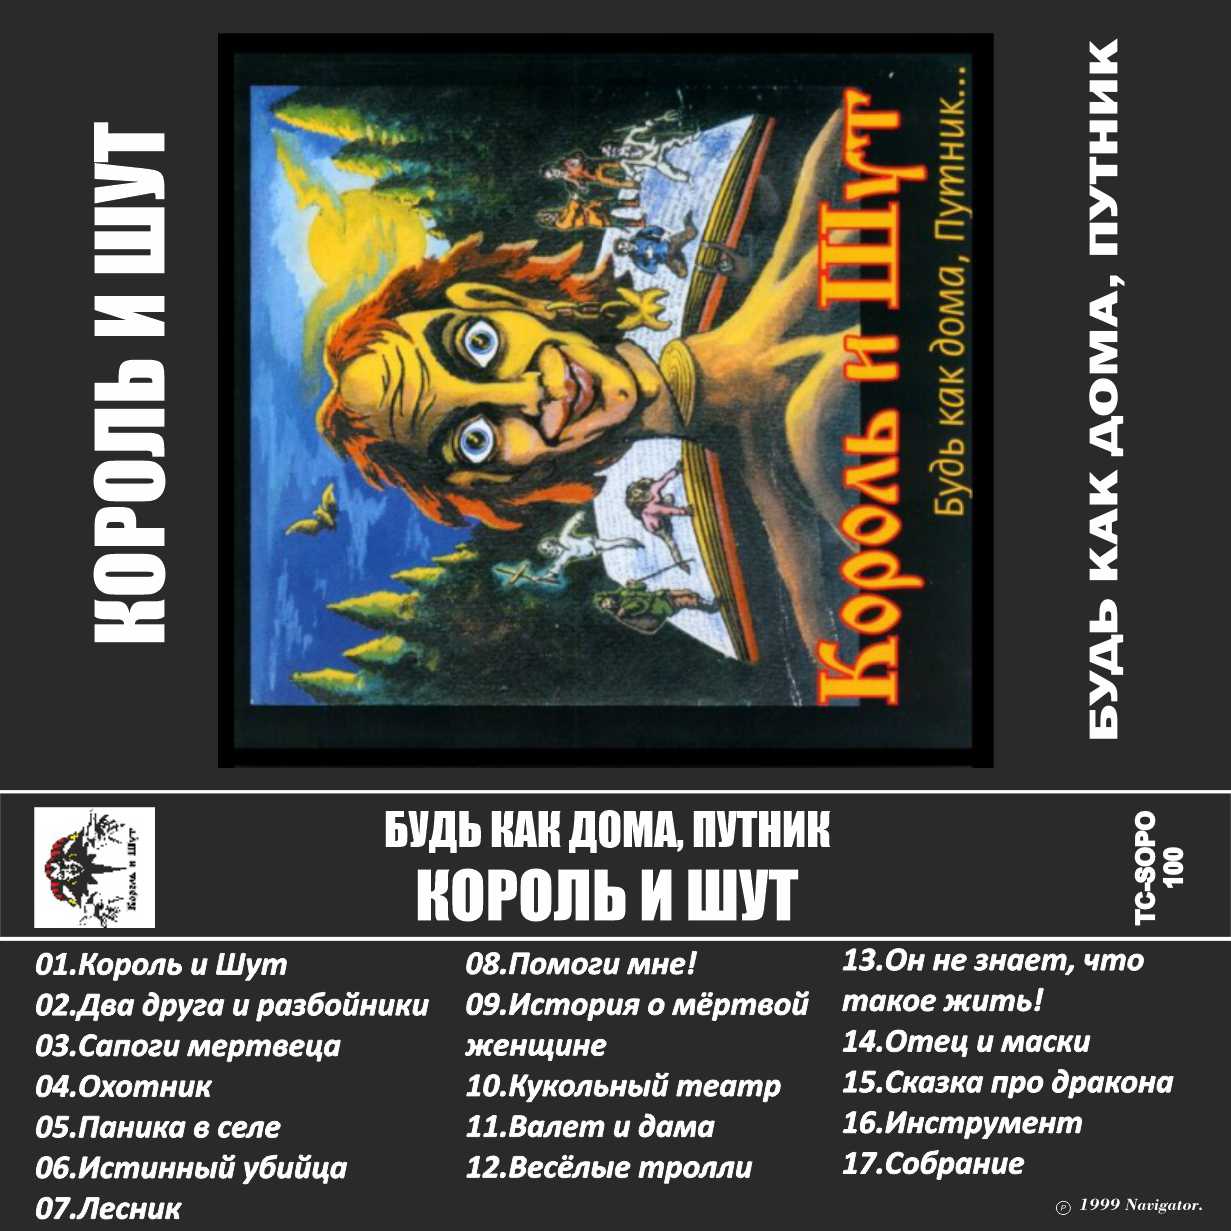 КОРОЛЬ И ШУТ
Король и Шут
Будь как дома, Путник...
БУДЬ КАК ДОМА, ПУТНИК
Король и Шут
БУДЬ КАК ДОМА, ПУТНИК
КОРОЛЬ И ШУТ
TC-SOPO
100
01.Король и Шут
02.Два друга и разбойники
03.Сапоги мертвеца
04.Охотник
05.Паника в селе
06.Истинный убийца
07.Лесник
08.Помоги мне!
09.История о мёртвой
женщине
10.Кукольный театр
11.Валет и дама
12.Весёлые тролли
13.Он не знает, что
такое жить!
14.Отец и маски
15.Сказка про дракона
16.Инструмент
17.Собрание
℗ 1999 Navigator.